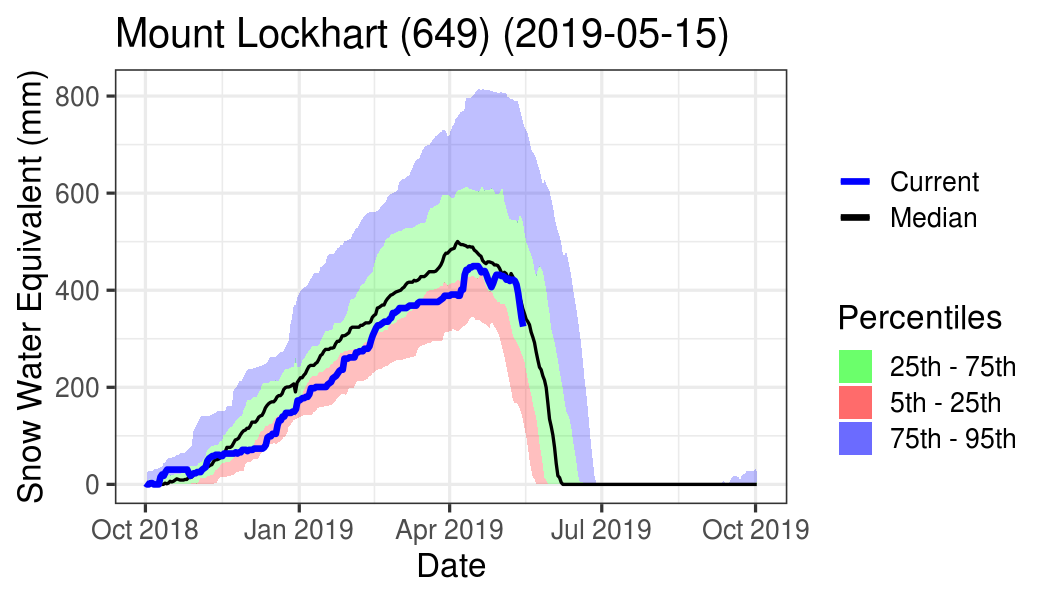 Mount Lockhart (649) (2019-05-15)
Snow Water Equivalent (mm)
800
600
400
200
0
Oct 2018 Jan 2019 Apr 2019 Jul 2019 Oct 2019
Date
Current
Median
Percentiles
25th - 75th
5th - 25th
75th - 95th